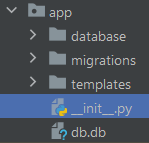 app
database
migrations
templates
__init__.py
db.db